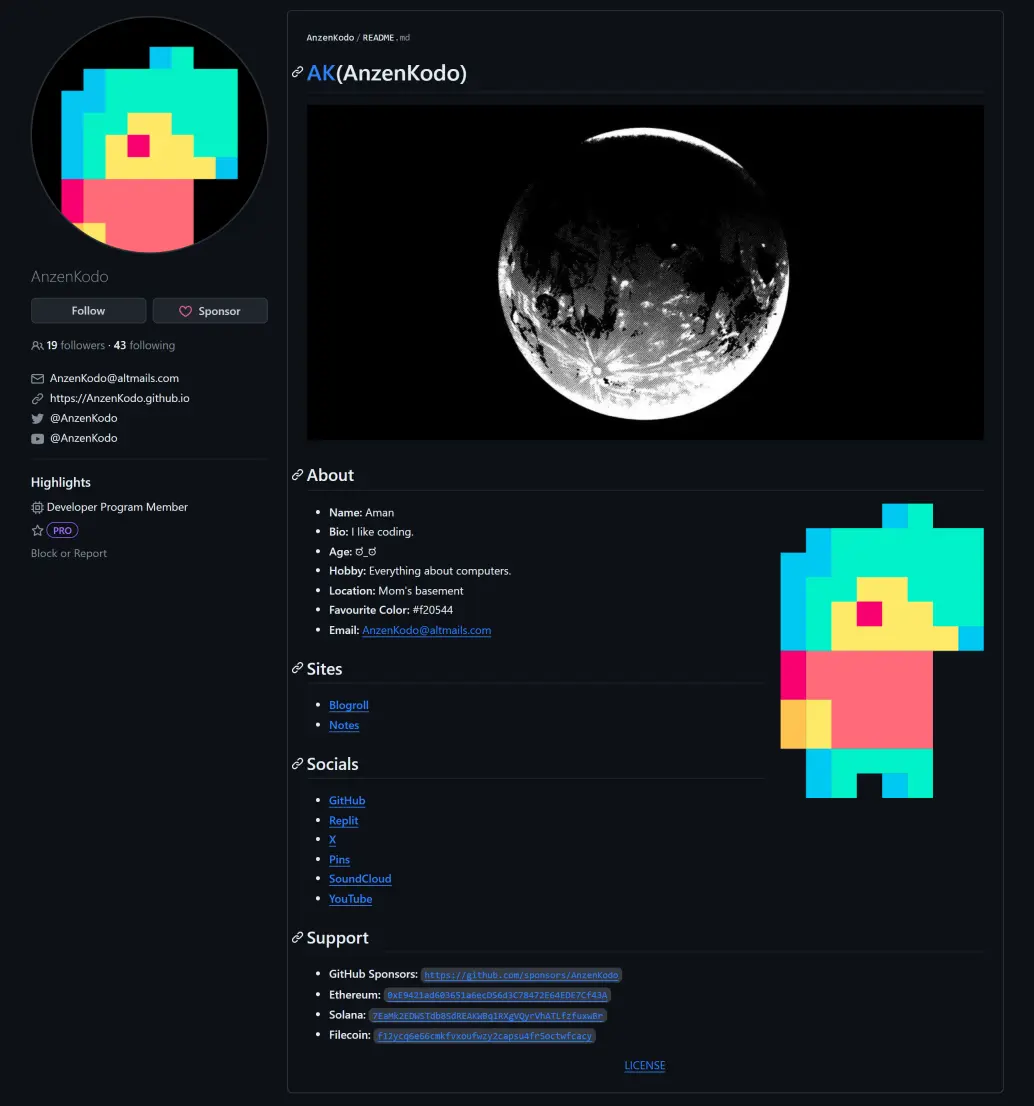 AnzenKodo
Follow
Sponsor
19 followers · 43 following
AnzenKodo@altmails.com
https://AnzenKodo.github.io
@AnzenKodo
@AnzenKodo
Highlights
Developer Program Member
PRO
Block or Report
AnzenKodo / README.md
AK(AnzenKodo)
About
Name: Aman
Bio: I like coding.
Age: ಠ_ಠ
Hobby: Everything about computers.
Location: Mom's basement
Favourite Color: #f20544
Email: AnzenKodo@altmails.com
Sites
Blogroll
Notes
Socials
GitHub
Replit
X
Pins
SoundCloud
YouTube
Support
GitHub Sponsors: https://github.com/sponsors/AnzenKodo
Ethereum:
Solana:
Filecoin:
LICENSE